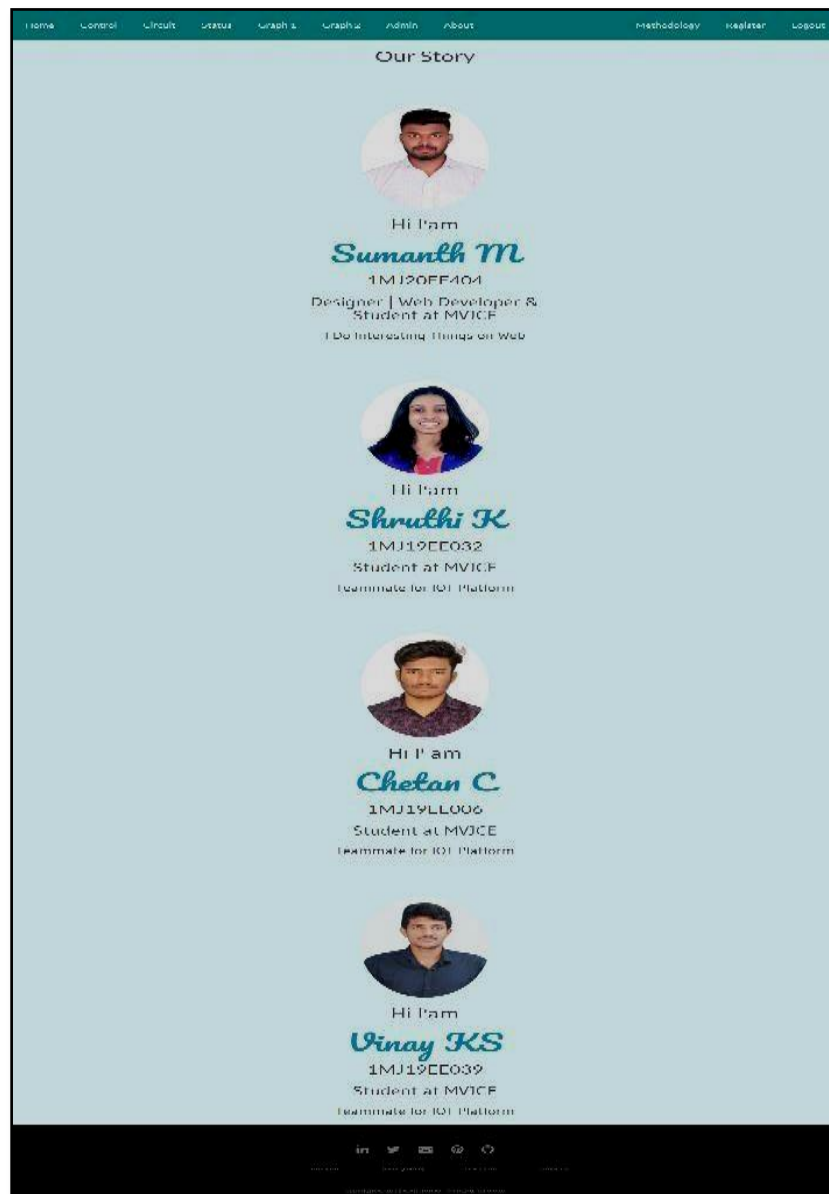 Home Control Circuit Status Graph 1 Graph 2 Admin About Methodology Register Logout
Our Story
Hi I'am
Sumanth M
1MJ20EE404
Designer | Web Developer &
Student at MVJCE
I Do Interesting Things on Web
Hi I'am
Shruthi K
1MJ19EE032
Student at MVJCE
Teammate for IOT Platform
Hi I'am
Chetan C
1MJ19EE006
Student at MVJCE
Teammate for IOT Platform
Hi I'am
Vinay KS
1MJ19EE039
Student at MVJCE
Teammate for IOT Platform
in